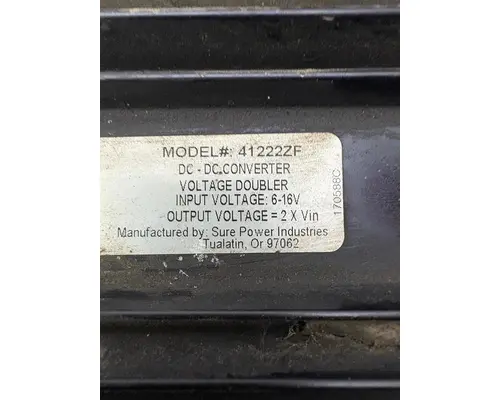 MODEL#: 41222ZF
DC - DC.CONVERTER
VOLTAGE DOUBLER
INPUT VOLTAGE: 6-16V
OUTPUT VOLTAGE = 2 X Vin
Manufactured by: Sure Power Industries
Tualatin, Or 97062
170588C